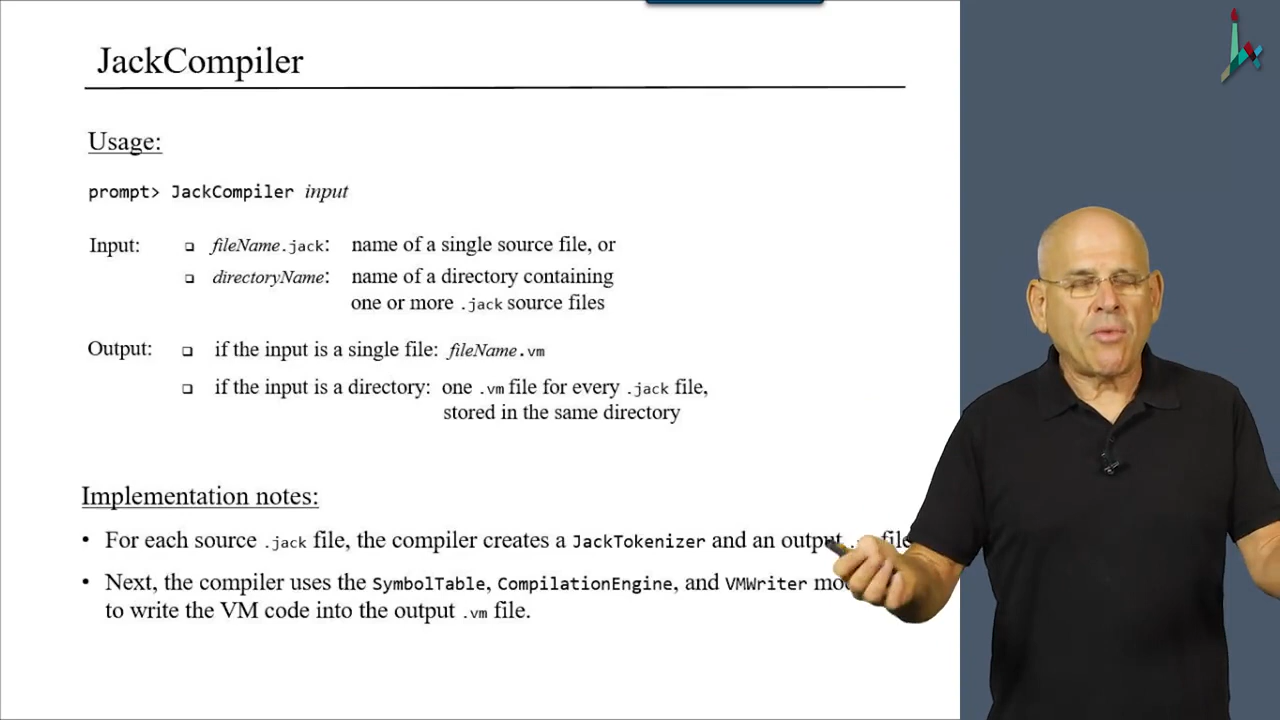 JackCompiler
Usage:
prompt> JackCompiler input
Input: ❑ fileName.jack: name of a single source file, or
❑ directoryName: name of a directory containing
one or more .jack source files
Output: ❑ if the input is a single file: fileName.vm
❑ if the input is a directory: one .vm file for every .jack file,
stored in the same directory
Implementation notes:
• For each source .jack file, the compiler creates a JackTokenizer and an output file
• Next, the compiler uses the SymbolTable, CompilationEngine, and VMWriter
to write the VM code into the output .vm file.